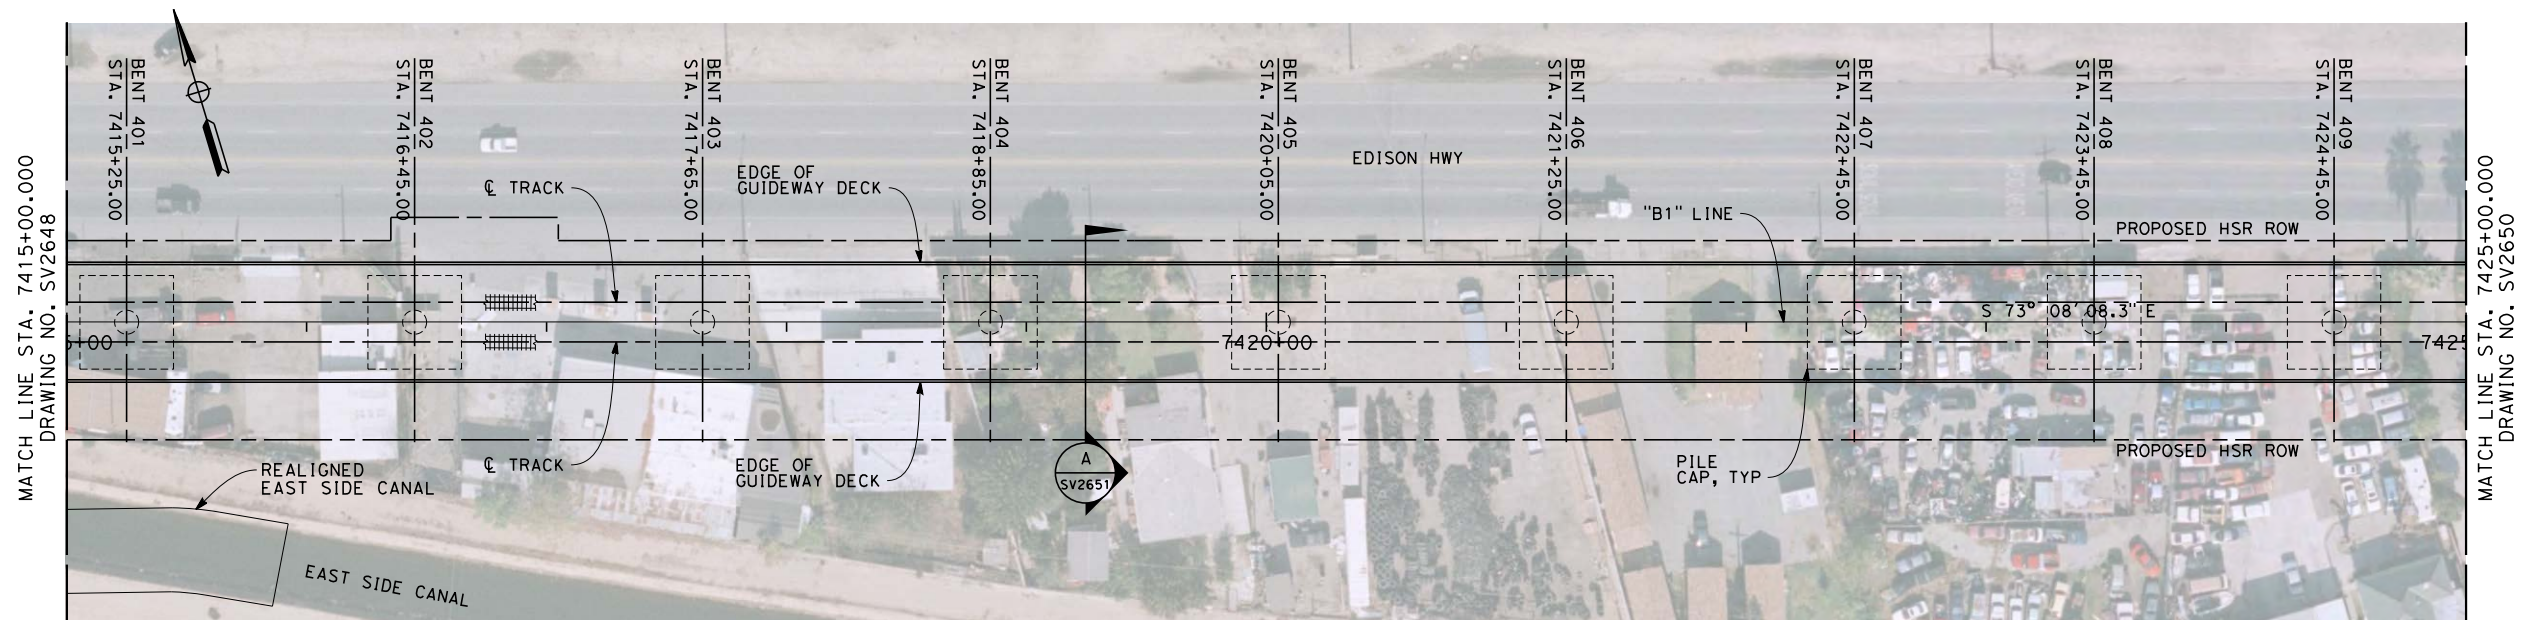 MATCH LINE STA. 7415+00.000
DRAWING NO. SV2648
BENT 401
STA. 7415+25.00
BENT 402
STA. 7416+45.00
BENT 403
STA. 7417+65.00
BENT 404
STA. 7418+85.00
BENT 405
STA. 7420+05.00
BENT 406
STA. 7421+25.00
BENT 407
STA. 7422+45.00
BENT 408
STA. 7423+45.00
BENT 409
STA. 7424+45.00
EDISON HWY
℄ TRACK
EDGE OF
GUIDEWAY DECK
"B1" LINE
PROPOSED HSR ROW
S 73° 08' 08.3" E
+00
7420+00
7425
℄ TRACK
EDGE OF
GUIDEWAY DECK
A
SV2651
PILE
CAP, TYP
PROPOSED HSR ROW
REALIGNED
EAST SIDE CANAL
EAST SIDE CANAL
MATCH LINE STA. 7425+00.000
DRAWING NO. SV2650